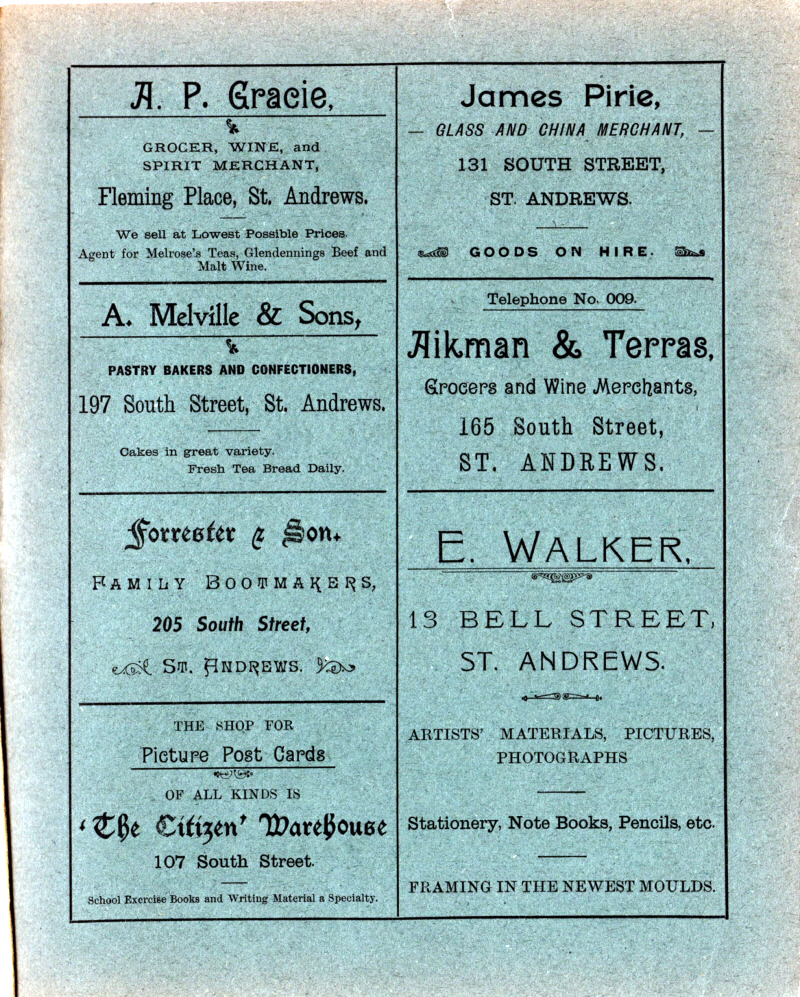 A. P. Gracie,
GROCER, WINE, and
SPIRIT MERCHANT,
Fleming Place, St. Andrews.
We sell at Lowest Possible Prices.
Agent for Melrose's Teas, Glendennings Beef and
Malt Wine.
A. Melville & Sons,
PASTRY BAKERS AND CONFECTIONERS,
197 South Street, St. Andrews.
Cakes in great variety.
Fresh Tea Bread Daily.
Forrester & Son.
FAMILY BOOTMAKERS,
205 South Street,
ST. ANDREWS.
THE SHOP FOR
Picture Post Cards
OF ALL KINDS IS
'The Citizen' Warehouse
107 South Street.
School Exercise Books and Writing Material a Specialty.
James Pirie,
— GLASS AND CHINA MERCHANT, —
131 SOUTH STREET,
ST. ANDREWS.
GOODS ON HIRE.
Telephone No. 009.
Aikman & Terras,
Grocers and Wine Merchants,
165 South Street,
ST. ANDREWS.
E. WALKER,
13 BELL STREET,
ST. ANDREWS.
ARTISTS' MATERIALS, PICTURES,
PHOTOGRAPHS
Stationery, Note Books, Pencils, etc.
FRAMING IN THE NEWEST MOULDS.